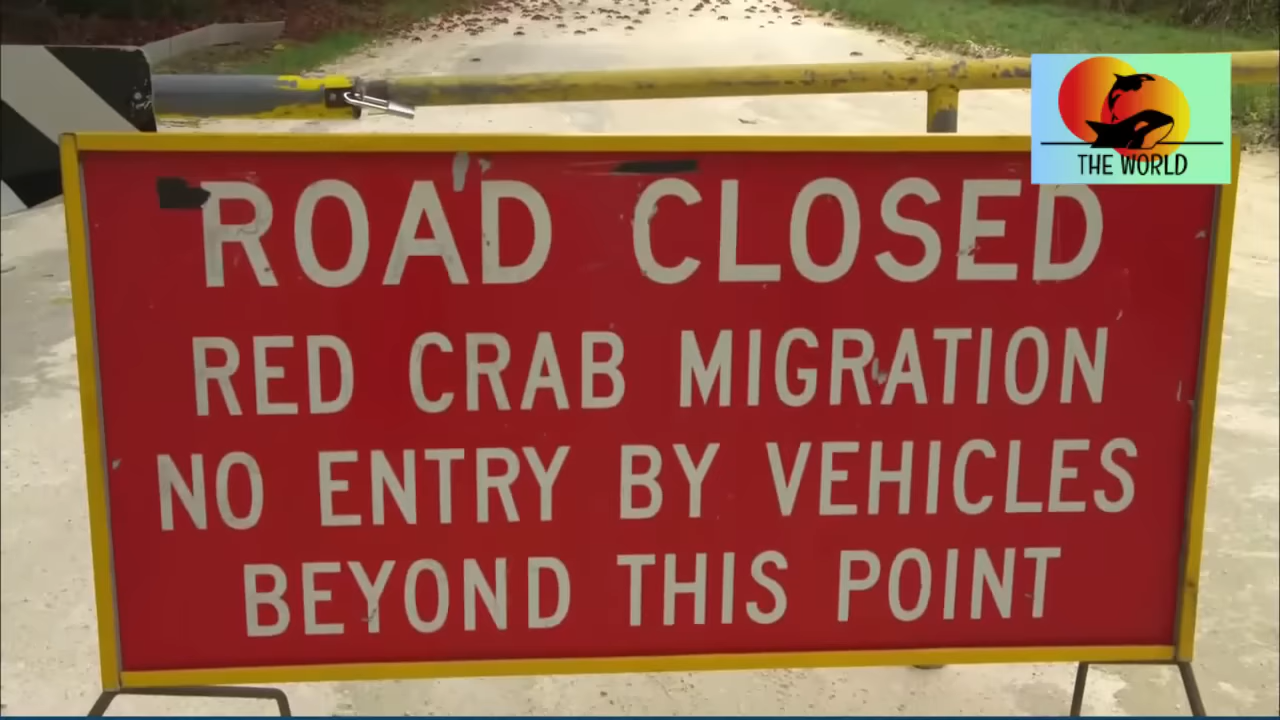 THE WORLD
ROAD CLOSED
RED CRAB MIGRATION
NO ENTRY BY VEHICLES
BEYOND THIS POINT